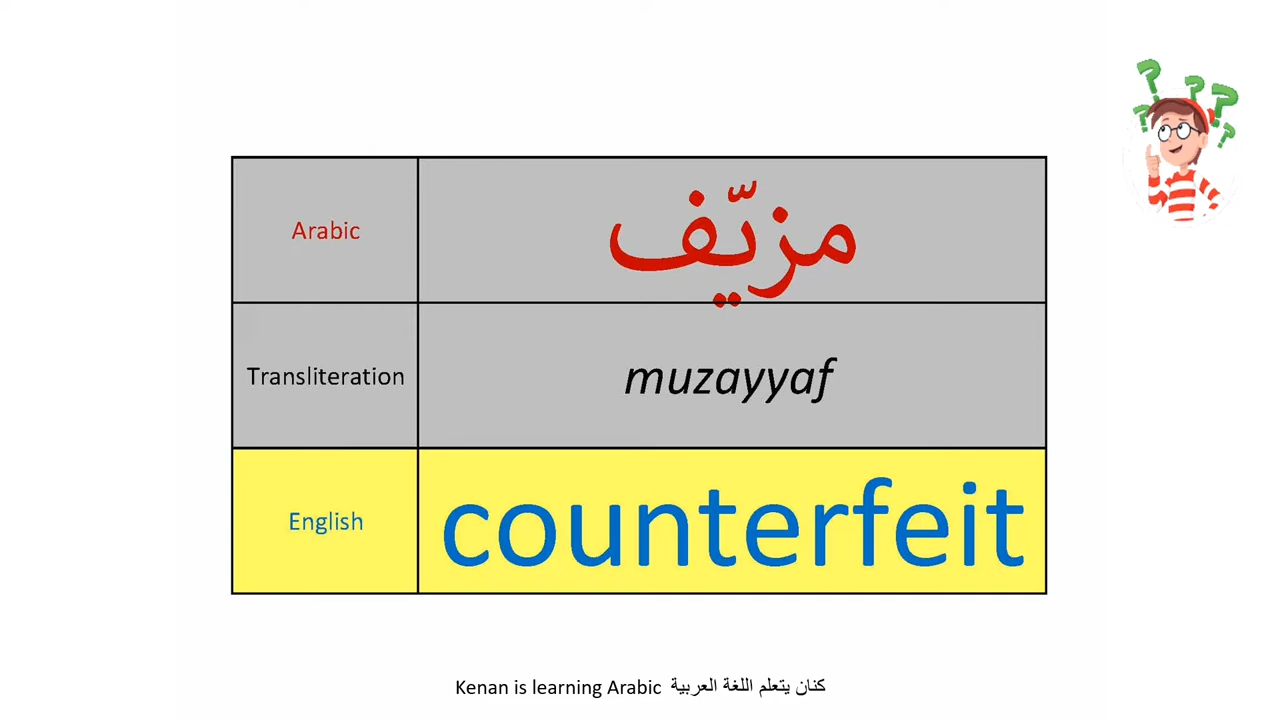 Arabic مزيّف
Transliteration muzayyaf
English counterfeit
Kenan is learning Arabic كنان يتعلم اللغة العربية